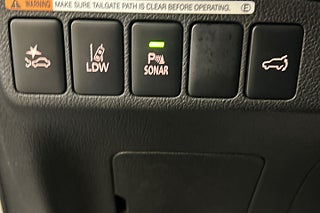 WARNING MAKE SURE TAILGATE PATH IS CLEAR BEFORE OPERATING. E
LDW
P
SONAR